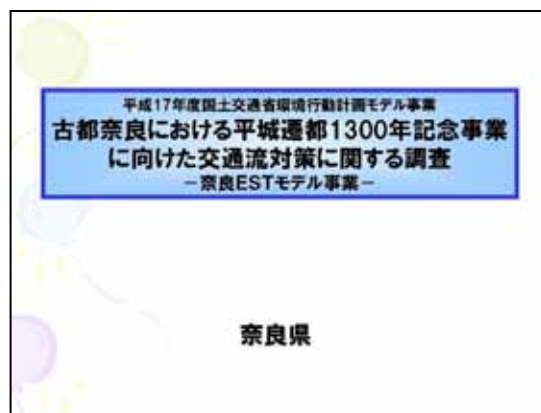 平成17年度国土交通省環境行動計画モデル事業
古都奈良における平城遷都1300年記念事業
に向けた交通流対策に関する調査
－奈良ESTモデル事業－
奈良県